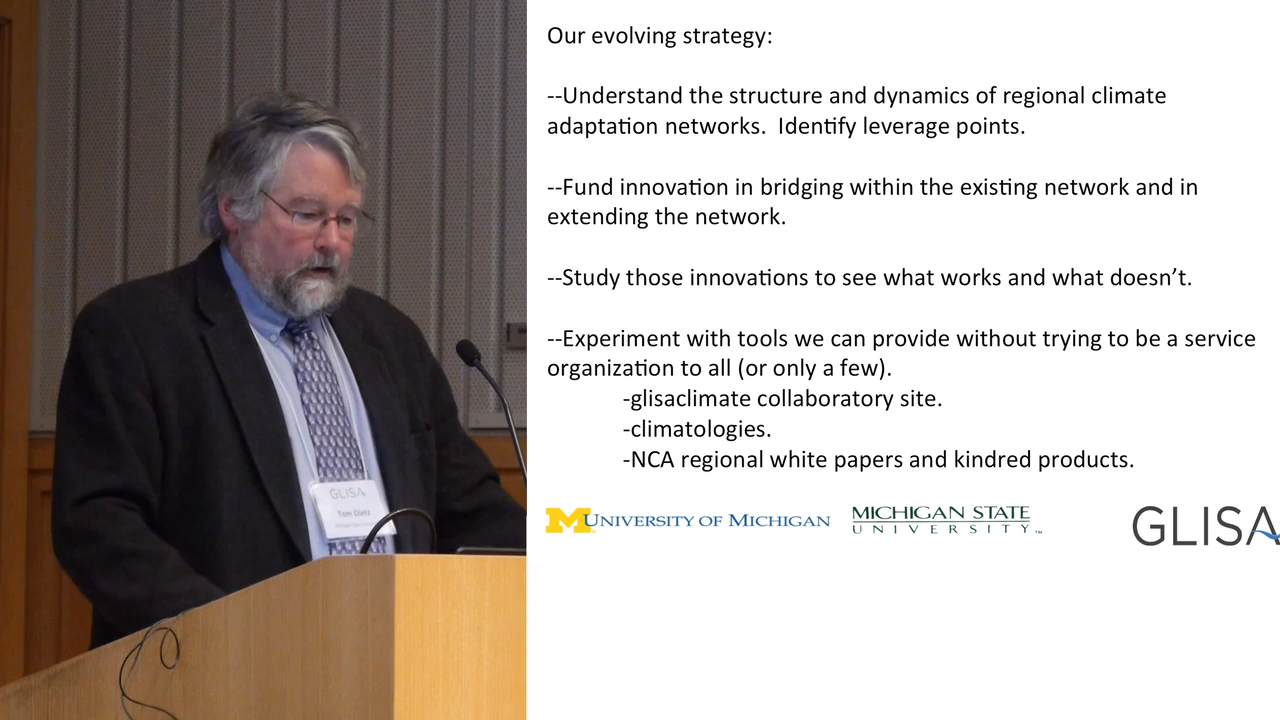 GLISA
Tom Dietz
Our evolving strategy:
--Understand the structure and dynamics of regional climate
adaptation networks.  Identify leverage points.
--Fund innovation in bridging within the existing network and in
extending the network.
--Study those innovations to see what works and what doesn’t.
--Experiment with tools we can provide without trying to be a service
organization to all (or only a few).
-glisaclimate collaboratory site.
-climatologies.
-NCA regional white papers and kindred products.
M UNIVERSITY OF MICHIGAN
MICHIGAN STATE
UNIVERSITY™
GLISA